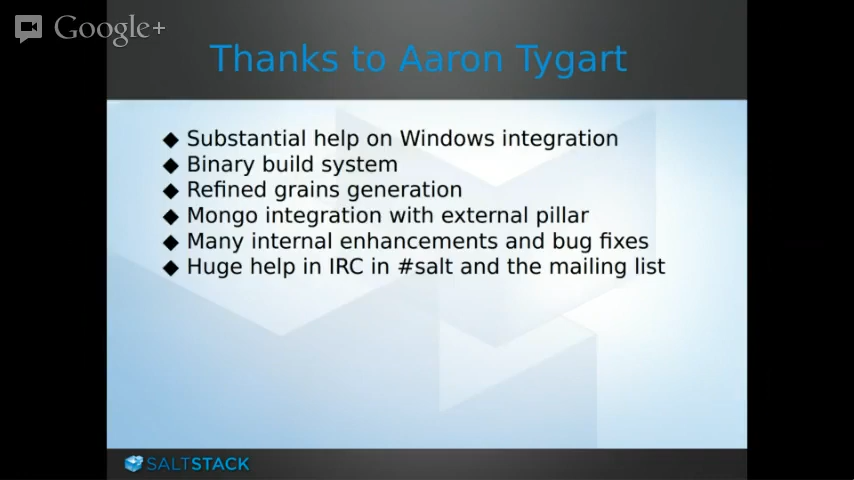 Google+
Thanks to Aaron Tygart
◆ Substantial help on Windows integration
◆ Binary build system
◆ Refined grains generation
◆ Mongo integration with external pillar
◆ Many internal enhancements and bug fixes
◆ Huge help in IRC in #salt and the mailing list
SALTSTACK